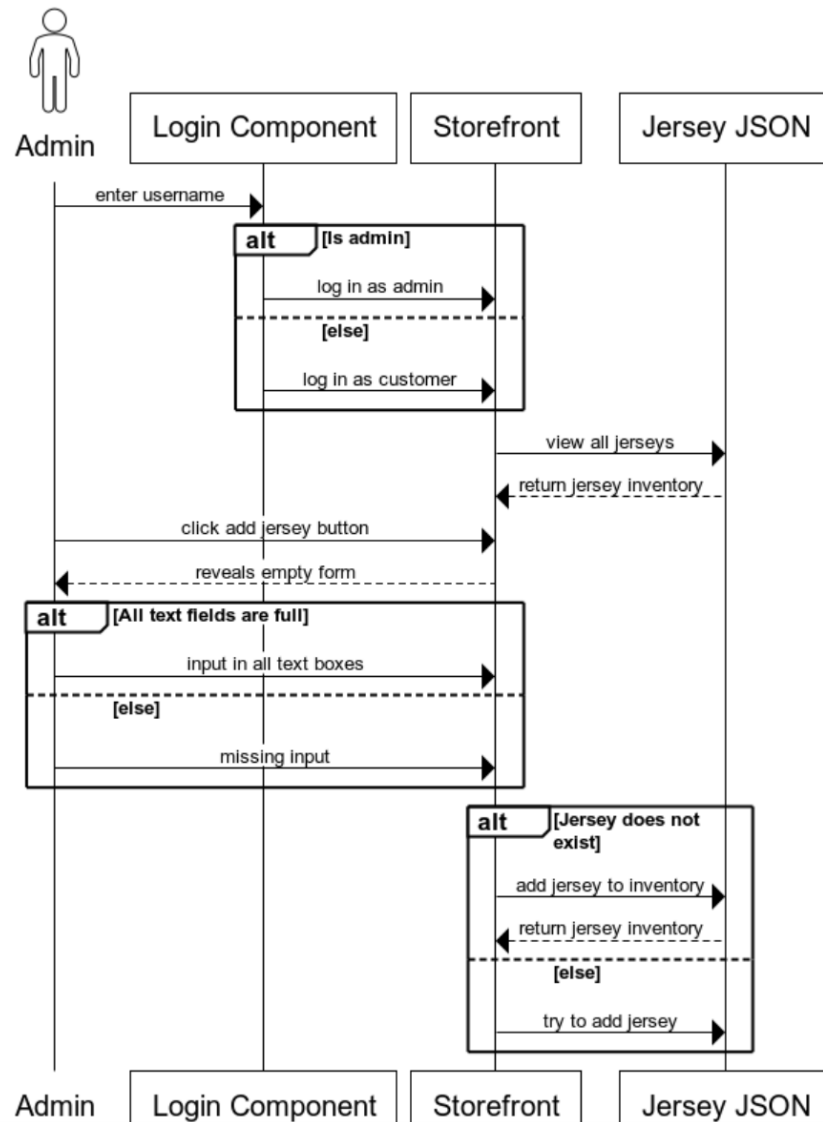 Admin
Login Component
Storefront
Jersey JSON
enter username
alt
[Is admin]
log in as admin
[else]
log in as customer
view all jerseys
return jersey inventory
click add jersey button
reveals empty form
alt
[All text fields are full]
input in all text boxes
[else]
missing input
alt
[Jersey does not
exist]
add jersey to inventory
return jersey inventory
[else]
try to add jersey
Admin
Login Component
Storefront
Jersey JSON